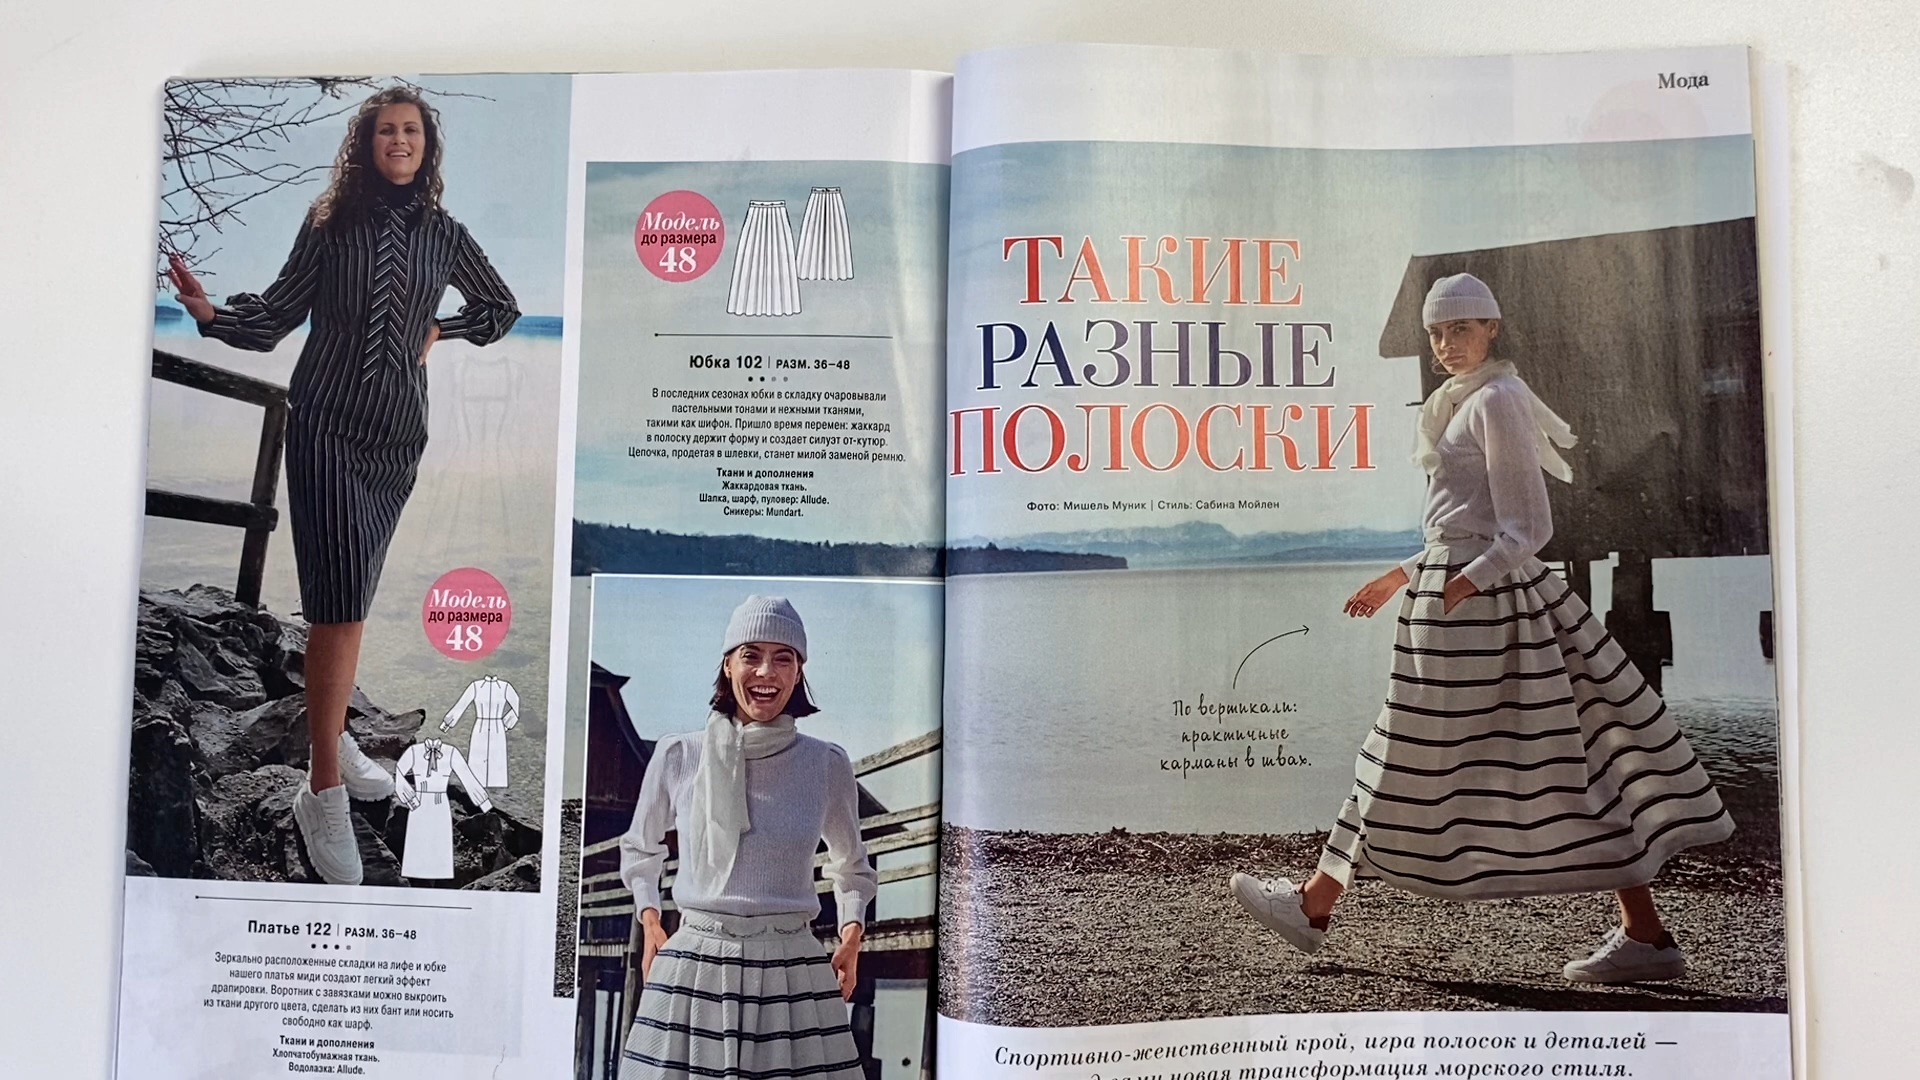 Модель
до размера
48
Платье 122 | РАЗМ. 36–48
Зеркально расположенные складки на лифе и юбке
нашего платья миди создают легкий эффект
драпировки. Воротник с завязками можно выкроить
из ткани другого цвета, сделать из них бант или носить
свободно как шарф.
Ткани и дополнения
Хлопчатобумажная ткань.
Водолазка: Allude.
Модель
до размера
48
Юбка 102 | РАЗМ. 36–48
В последних сезонах юбки в складку очаровывали
пастельными тонами и нежными тканями,
такими как шифон. Пришло время перемен: жаккард
в полоску держит форму и создает силуэт от-кутюр.
Цепочка, продетая в шлевки, станет милой заменой ремню.
Ткани и дополнения
Жаккардовая ткань.
Шапка, шарф, пуловер: Allude.
Сникеры: Mundart.
Мода
ТАКИЕ
РАЗНЫЕ
ПОЛОСКИ
Фото: Мишель Муник | Стиль: Сабина Мойлен
По вертикали:
практичные
карманы в швах.
Спортивно-женственный крой, игра полосок и деталей —
новая трансформация морского стиля.